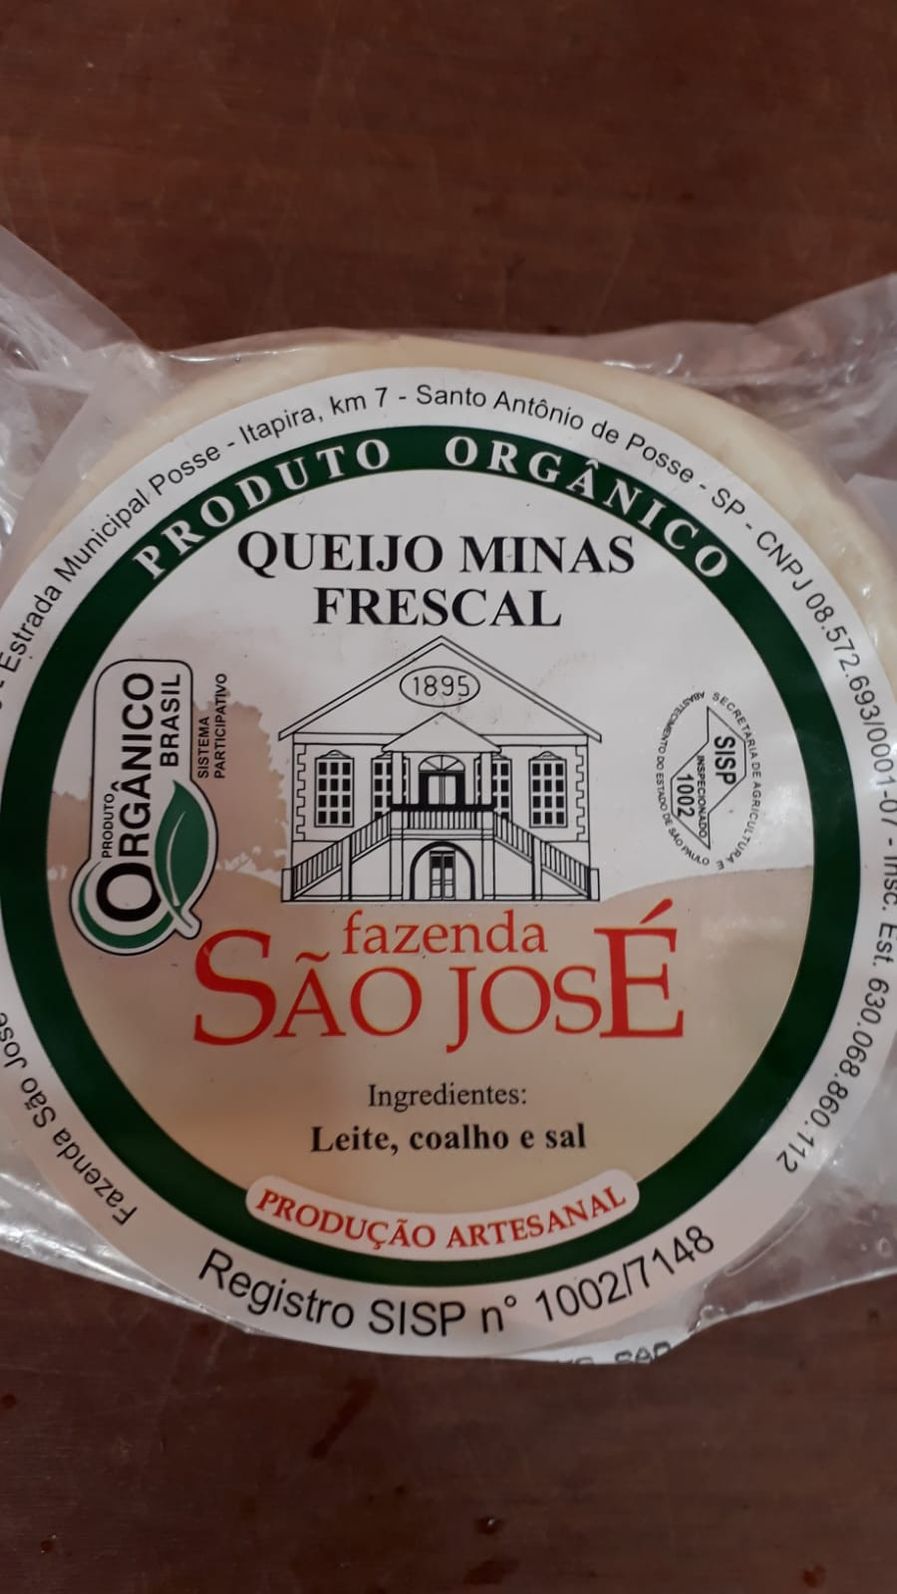 Fazenda São José
Estrada Municipal Posse - Itapira, km 7 - Santo Antônio de Posse - SP - CNPJ 08.572.693/0001-07 - Insc. Est. 630.068.860.112
PRODUTO ORGÂNICO
QUEIJO MINAS
FRESCAL
1895
PRODUTO
ORGÂNICO
BRASIL
SISTEMA
PARTICIPATIVO
SECRETARIA DE AGRICULTURA E
ABASTECIMENTO DO ESTADO DE SÃO PAULO
SISP
INSPECIONADO
1002
fazenda
SÃO JOSÉ
Ingredientes:
Leite, coalho e sal
PRODUÇÃO ARTESANAL
Registro SISP n° 1002/7148